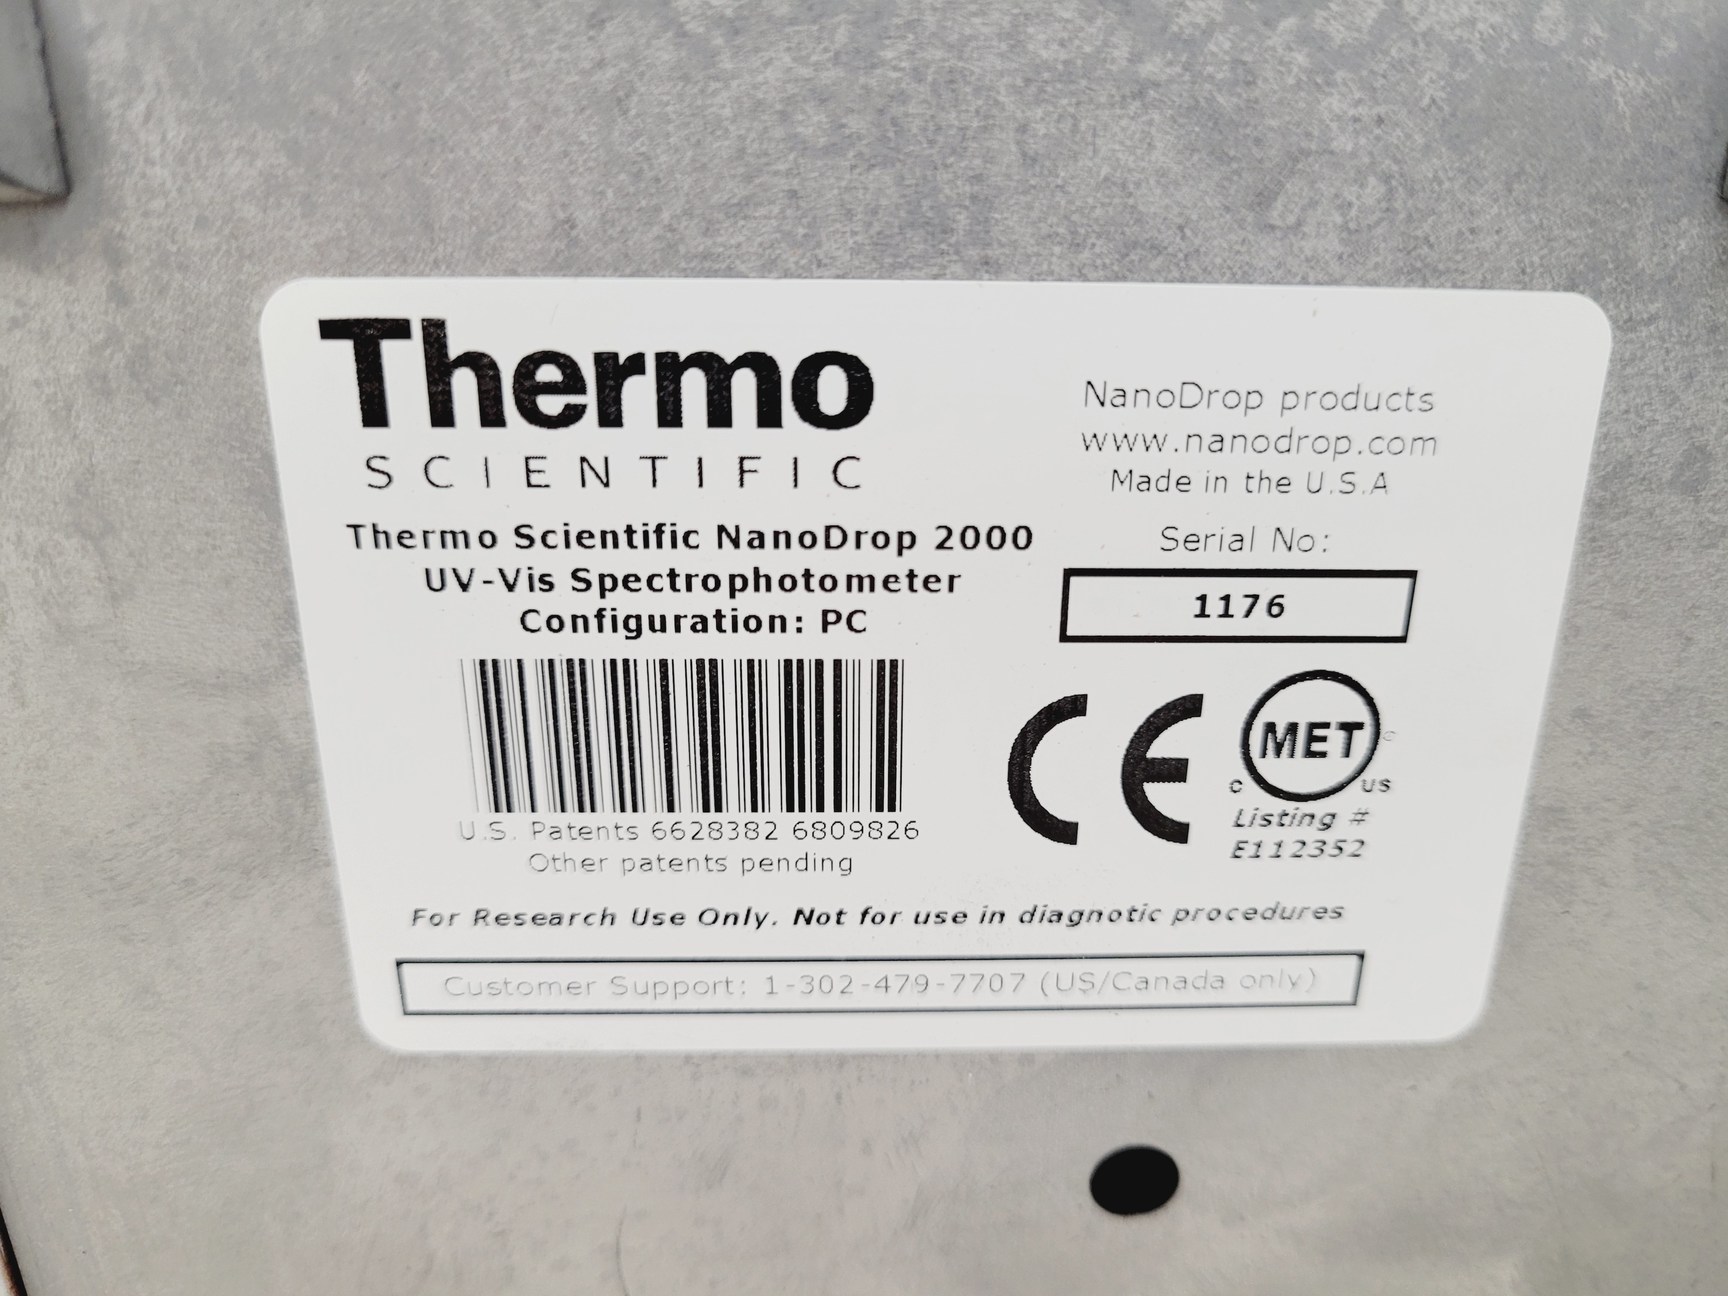 Thermo
SCIENTIFIC
Thermo Scientific NanoDrop 2000
UV-Vis Spectrophotometer
Configuration: PC
U.S. Patents 6628382 6809826
Other patents pending
NanoDrop products
www.nanodrop.com
Made in the U.S.A
Serial No:
1176
CE
MET
C US
Listing #
E112352
For Research Use Only. Not for use in diagnotic procedures
Customer Support: 1-302-479-7707 (US/Canada only)